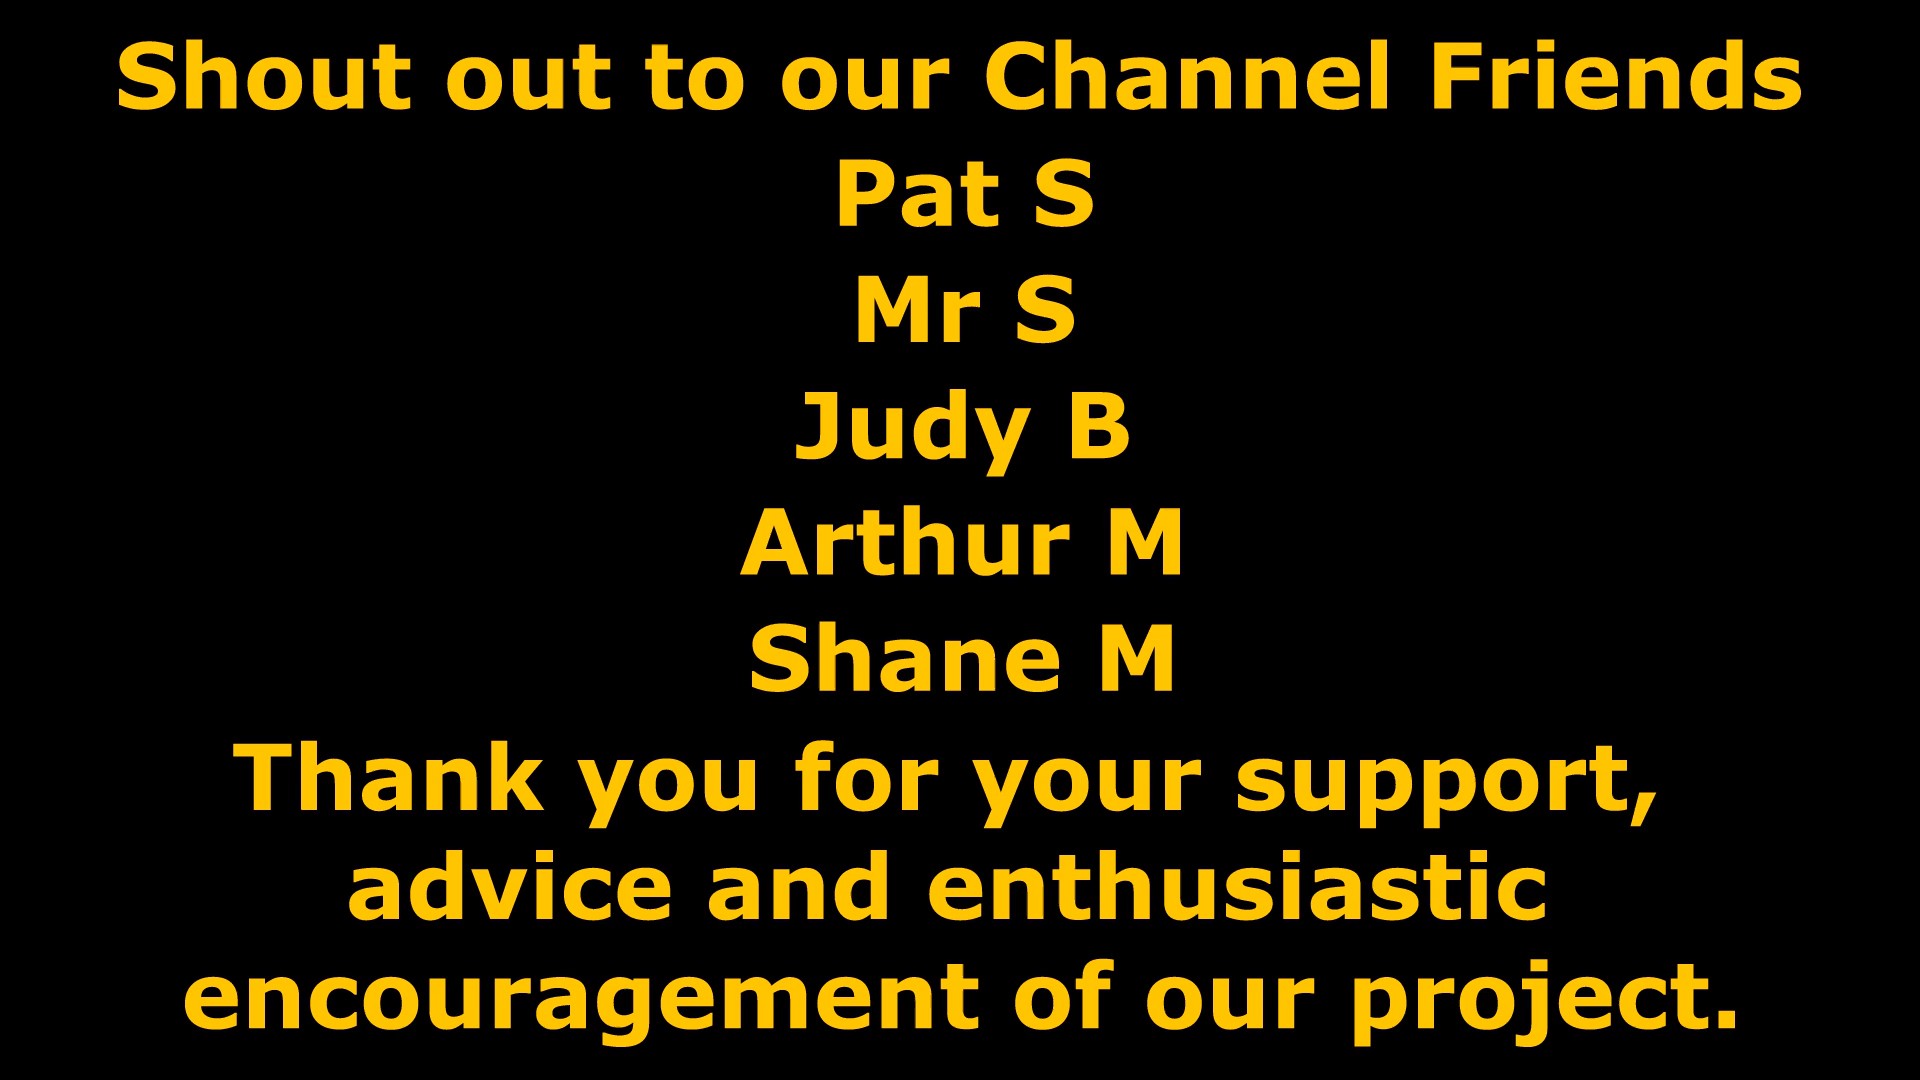 Shout out to our Channel Friends
Pat S
Mr S
Judy B
Arthur M
Shane M
Thank you for your support,
advice and enthusiastic
encouragement of our project.